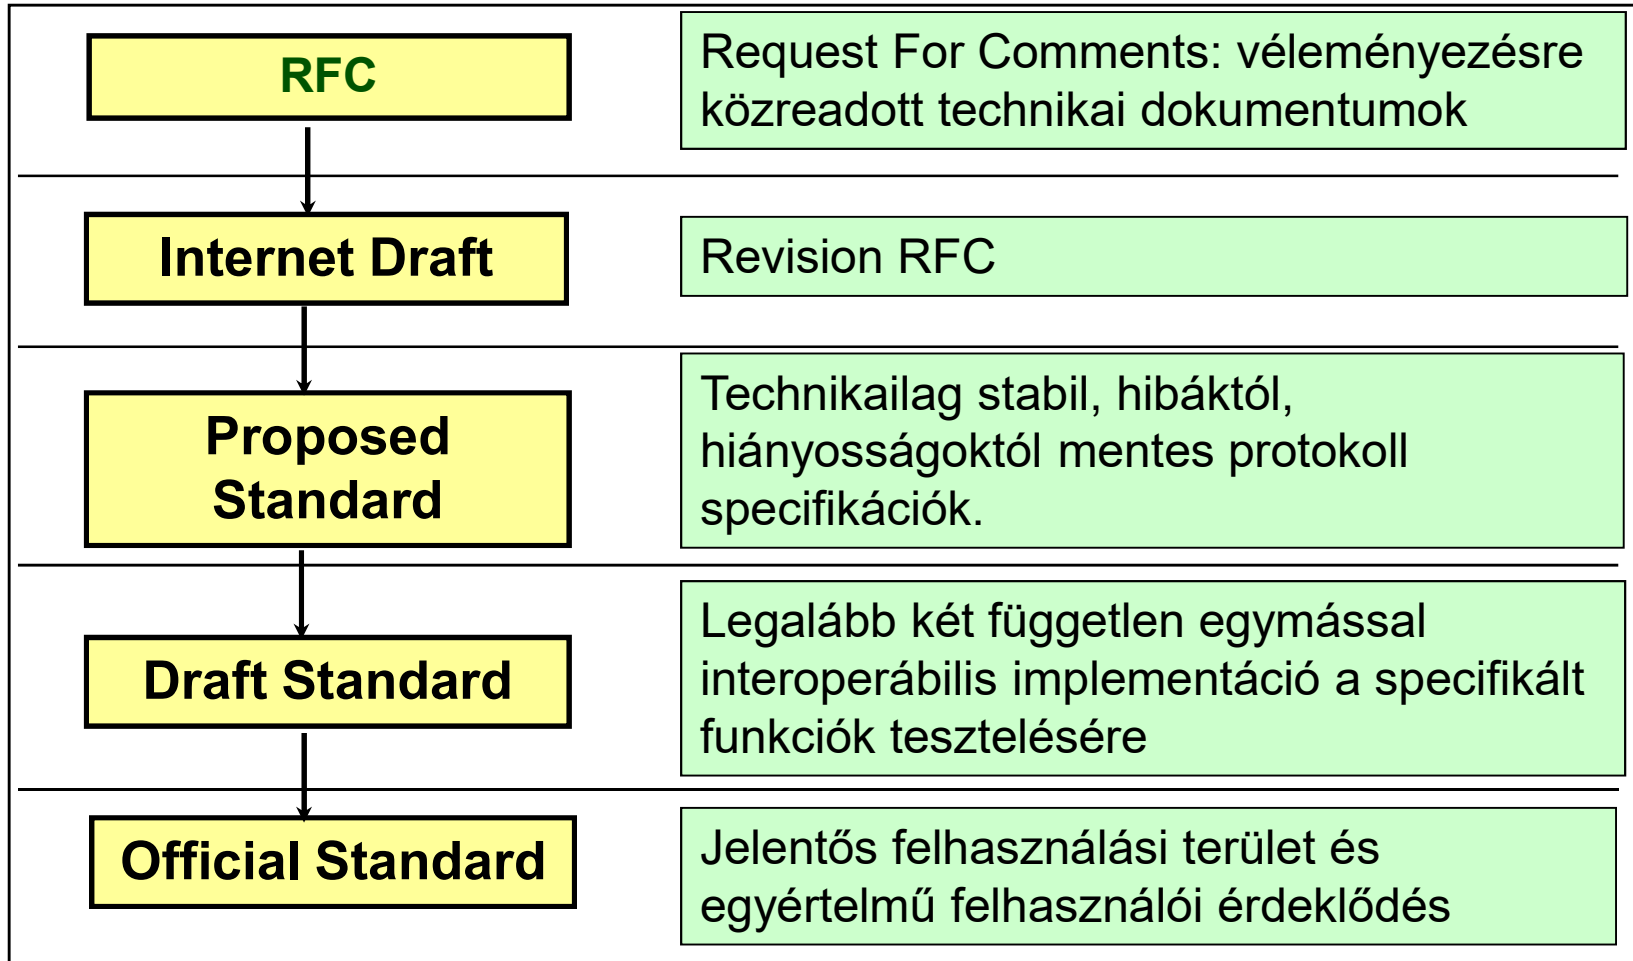 RFC
Request For Comments: véleményezésre
közreadott technikai dokumentumok
Internet Draft
Revision RFC
Proposed
Standard
Technikailag stabil, hibáktól,
hiányosságoktól mentes protokoll
specifikációk.
Draft Standard
Legalább két független egymással
interoperábilis implementáció a specifikált
funkciók tesztelésére
Official Standard
Jelentős felhasználási terület és
egyértelmű felhasználói érdeklődés